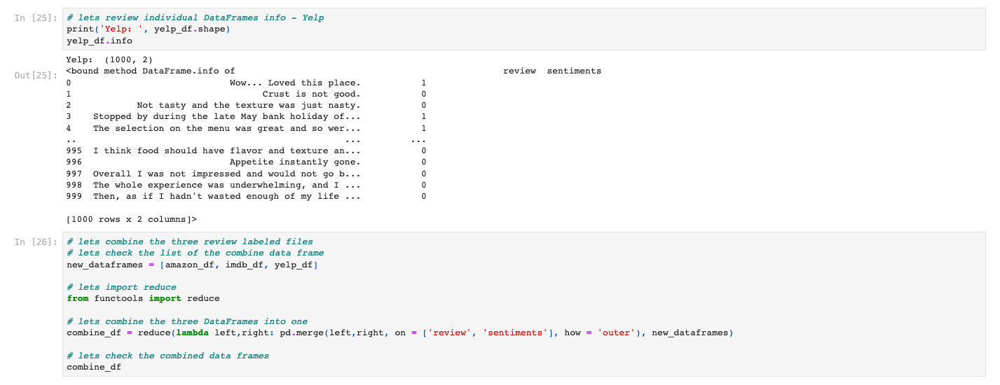 In [25]: # lets review individual DataFrames info - Yelp
print('Yelp: ', yelp_df.shape)
yelp_df.info
Yelp:  (1000, 2)
Out[25]: <bound method DataFrame.info of                                                 review  sentiments
0                             Wow... Loved this place.           1
1                                   Crust is not good.           0
2            Not tasty and the texture was just nasty.           0
3    Stopped by during the late May bank holiday of...           1
4    The selection on the menu was great and so wer...           1
..                                                 ...         ...
995  I think food should have flavor and texture an...           0
996                           Appetite instantly gone.           0
997  Overall I was not impressed and would not go b...           0
998  The whole experience was underwhelming, and I ...           0
999  Then, as if I hadn't wasted enough of my life ...           0
[1000 rows x 2 columns]>
In [26]: # lets combine the three review labeled files
# lets check the list of the combine data frame
new_dataframes = [amazon_df, imdb_df, yelp_df]
# lets import reduce
from functools import reduce
# lets combine the three DataFrames into one
combine_df = reduce(lambda left,right: pd.merge(left,right, on = ['review', 'sentiments'], how = 'outer'), new_dataframes)
# lets check the combined data frames
combine_df